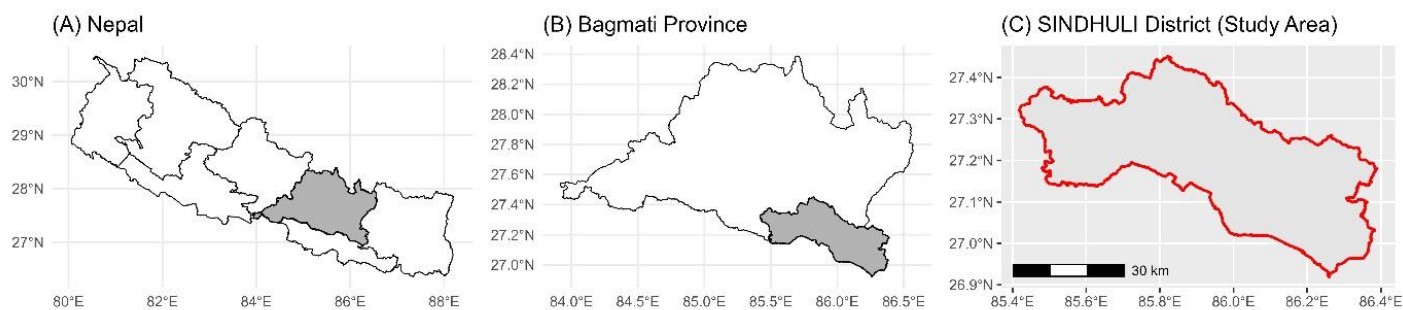 (A) Nepal
30°N
29°N
28°N
27°N
80°E
82°E
84°E
86°E
88°E
(B) Bagmati Province
28.4°N
28.2°N
28.0°N
27.8°N
27.6°N
27.4°N
27.2°N
27.0°N
84.0°E
84.5°E
85.0°E
85.5°E
86.0°E
86.5°E
(C) SINDHULI District (Study Area)
27.4°N
27.3°N
27.2°N
27.1°N
27.0°N
26.9°N
30 km
85.4°E
85.6°E
85.8°E
86.0°E
86.2°E
86.4°E